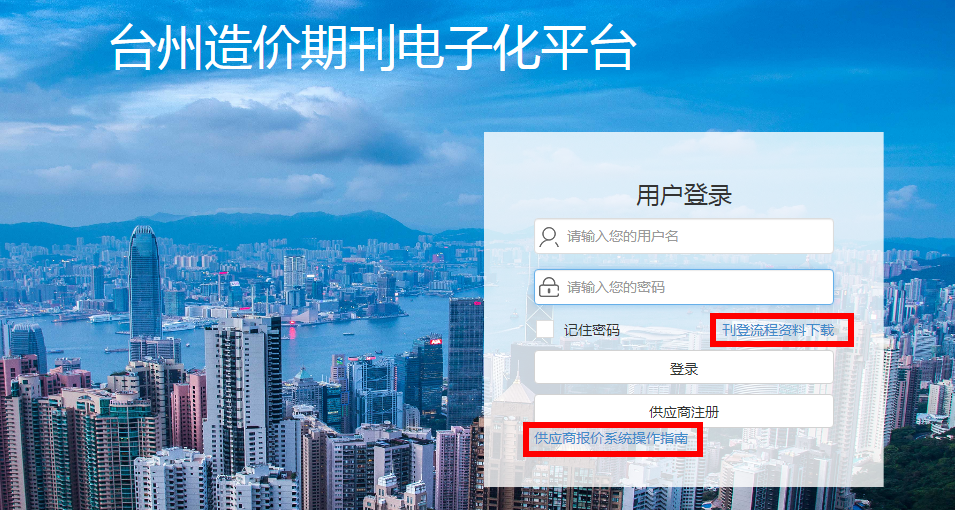 台州造价期刊电子化平台
用户登录
请输入您的用户名
请输入您的密码
记住密码 刊登流程资料下载
登录
供应商注册
供应商报价系统操作指南